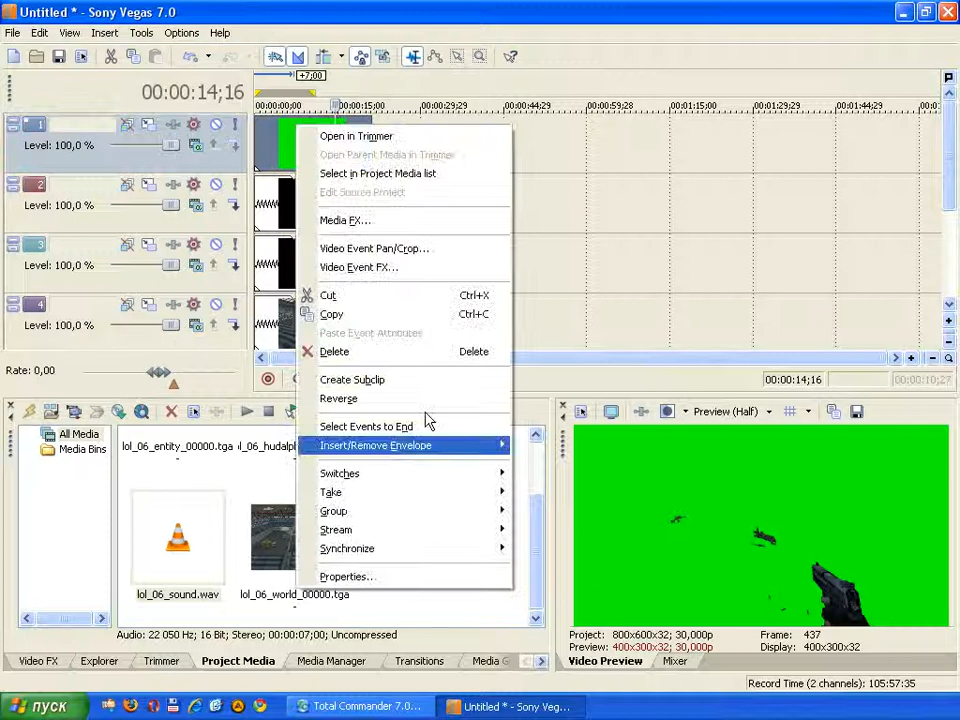 Untitled * - Sony Vegas 7.0
File Edit View Insert Tools Options Help
+7;00
00:00:14;16
00:00:00;00 00:00:15;00 00:00:29;29 00:00:44;29 00:00:59;28 00:01:15;00 00:01:29;29 00:01:44;29
1
Level: 100,0 %
2
Level: 100,0 %
3
Level: 100,0 %
4
Level: 100,0 %
Rate: 0,00
00:00:14;16
00:00:10;27
Open in Trimmer
Open Parent Media in Trimmer
Select in Project Media list
Edit Source Project
Media FX...
Video Event Pan/Crop...
Video Event FX...
Cut Ctrl+X
Copy Ctrl+C
Paste Event Attributes
Delete Delete
Create Subclip
Reverse
Select Events to End
Insert/Remove Envelope
Switches
Take
Group
Stream
Synchronize
Properties...
All Media
Media Bins
lol_06_entity_00000.tga
lol_06_sound.wav
lol_06_world_00000.tga
Audio: 22 050 Hz; 16 Bit; Stereo; 00:00:07;00; Uncompressed
Video FX Explorer Trimmer Project Media Media Manager Transitions
Preview (Half)
Project: 800x600x32; 30,000p Frame: 437
Preview: 400x300x32; 30,000p Display: 400x300x32
Video Preview Mixer
Record Time (2 channels): 105:57:35
пуск
Total Commander 7.0...
Untitled * - Sony Veg...